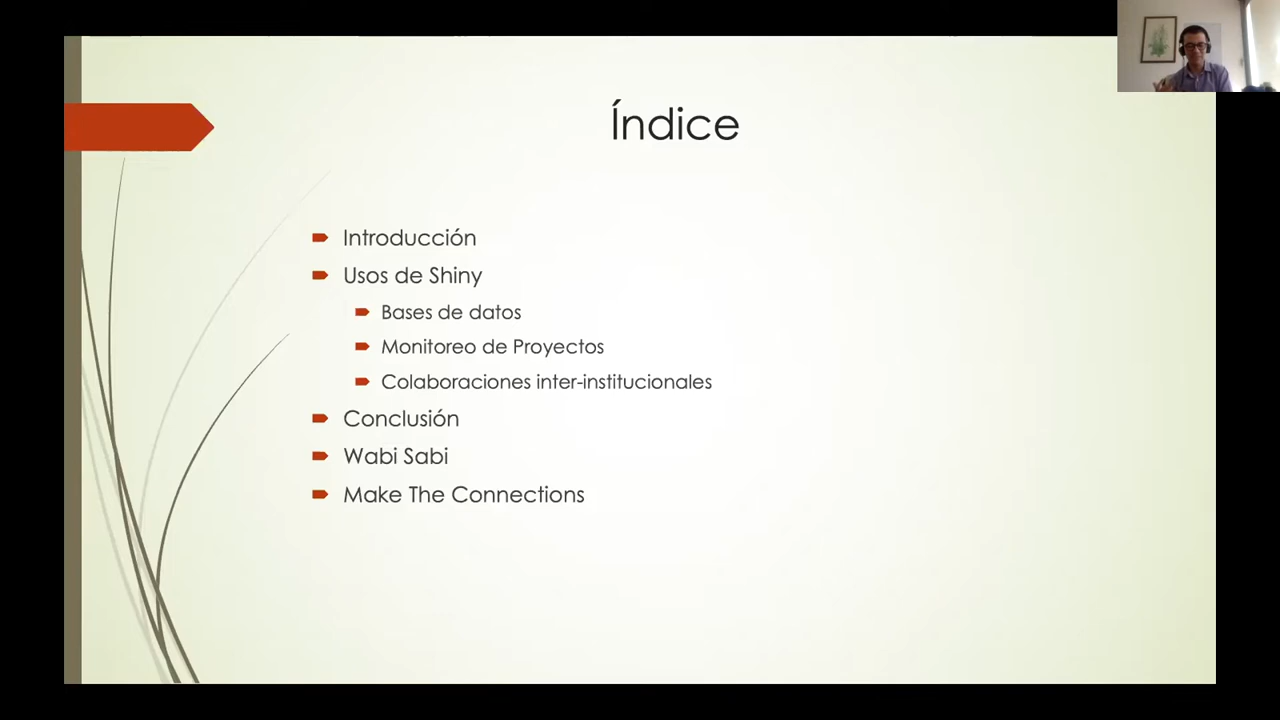 Índice
Introducción
Usos de Shiny
Bases de datos
Monitoreo de Proyectos
Colaboraciones inter-institucionales
Conclusión
Wabi Sabi
Make The Connections